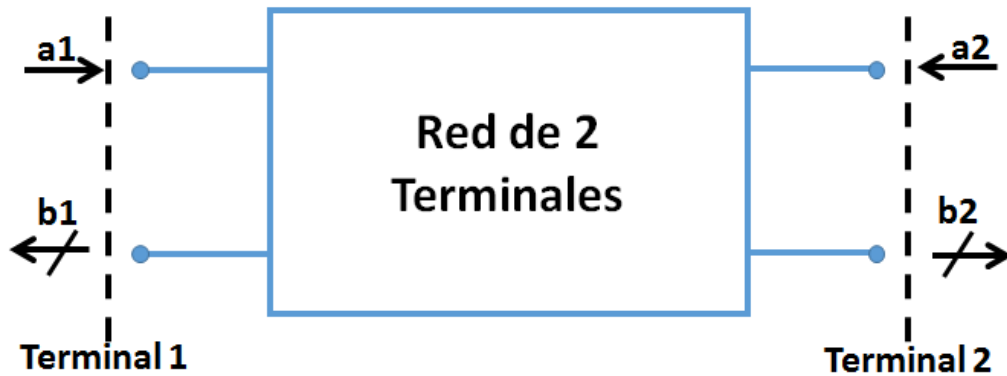 a1
a2
Red de 2
Terminales
b1
b2
Terminal 1
Terminal 2